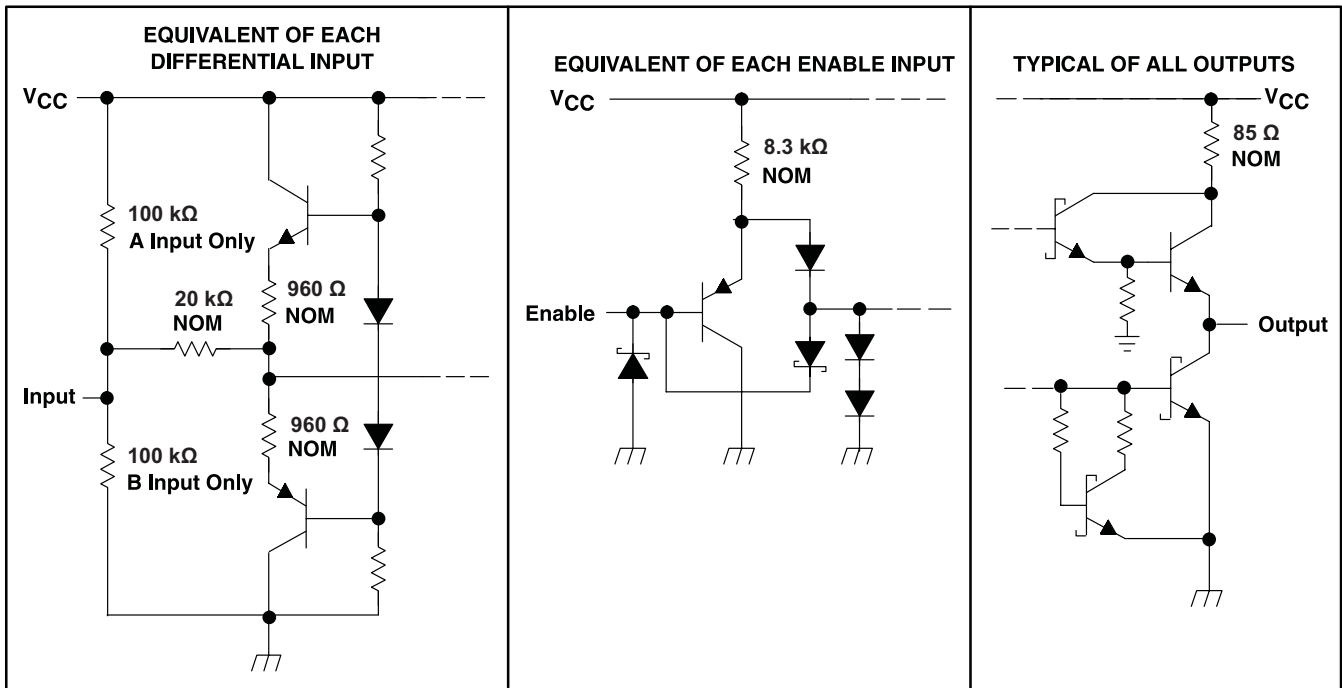 EQUIVALENT OF EACH
DIFFERENTIAL INPUT
VCC
100 kΩ
A Input Only
20 kΩ
NOM
960 Ω
NOM
Input
960 Ω
NOM
100 kΩ
B Input Only
EQUIVALENT OF EACH ENABLE INPUT
VCC
8.3 kΩ
NOM
Enable
TYPICAL OF ALL OUTPUTS
VCC
85 Ω
NOM
Output